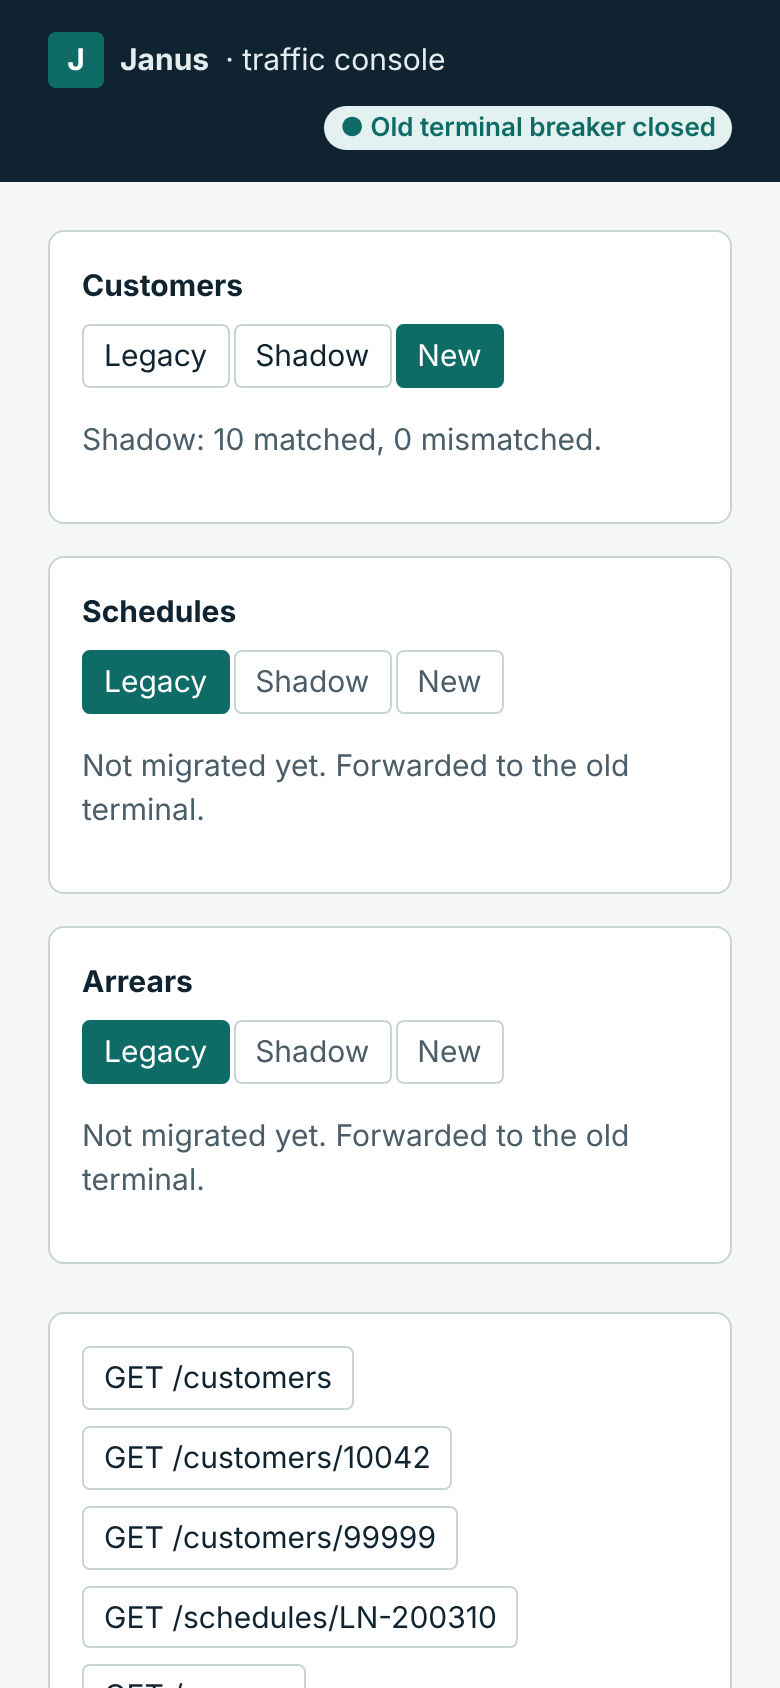 J Janus · traffic console
Old terminal breaker closed
Customers
Legacy Shadow New
Shadow: 10 matched, 0 mismatched.
Schedules
Legacy Shadow New
Not migrated yet. Forwarded to the old
terminal.
Arrears
Legacy Shadow New
Not migrated yet. Forwarded to the old
terminal.
GET /customers
GET /customers/10042
GET /customers/99999
GET /schedules/LN-200310